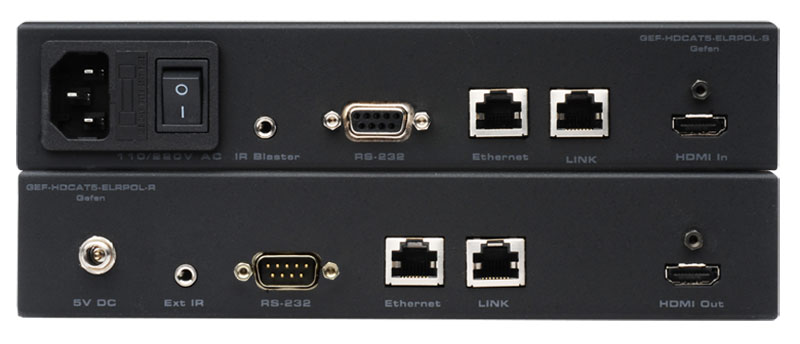 GEF-HDCAT5-ELRPOL-S
Gefen
110/220V AC
IR Blaster
RS-232
Ethernet
LINK
HDMI In
GEF-HDCAT5-ELRPOL-R
Gefen
5V DC
Ext IR
RS-232
Ethernet
LINK
HDMI Out